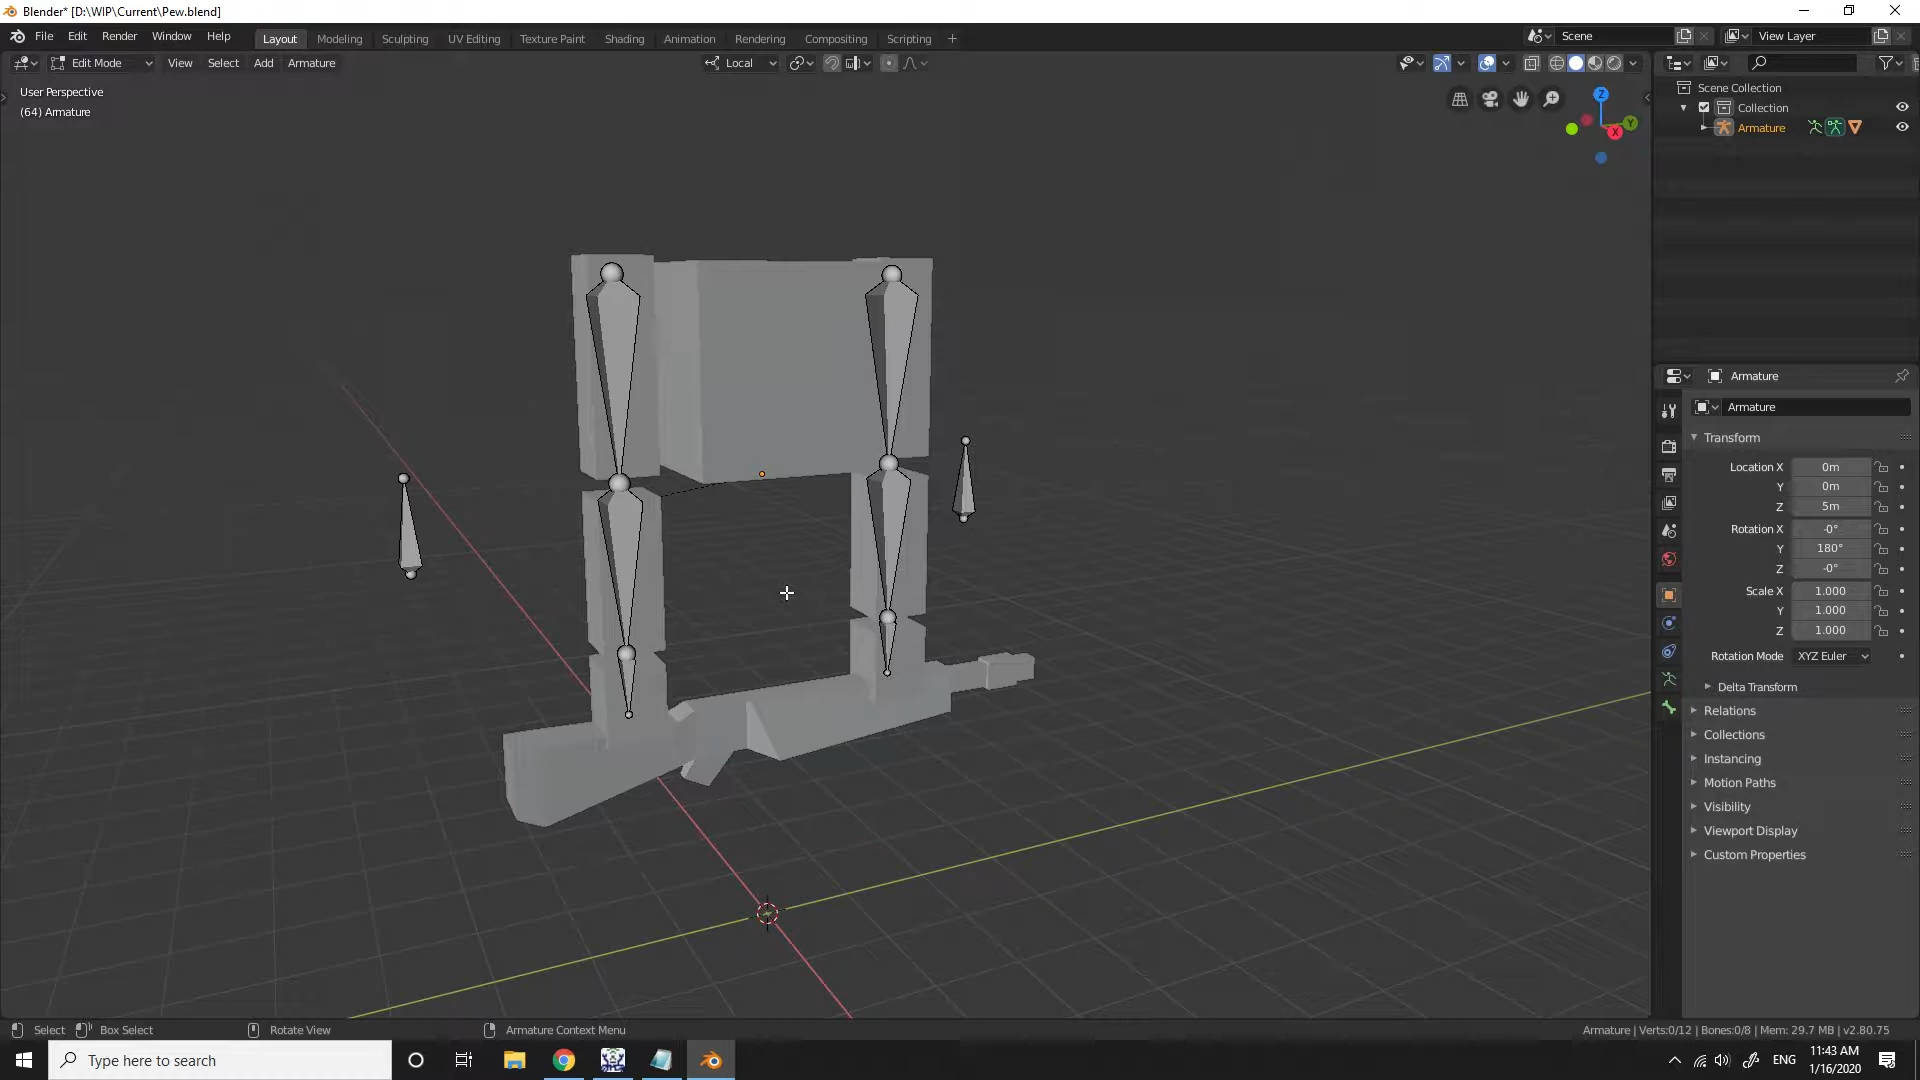 Blender* [D:\WIP\Current\Pew.blend]
File Edit Render Window Help
Layout Modeling Sculpting UV Editing Texture Paint Shading Animation Rendering Compositing Scripting +
Scene View Layer
Edit Mode View Select Add Armature
Local
User Perspective
(64) Armature
Z
Y
X
Scene Collection
Collection
Armature
Armature
Armature
Transform
Location X 0m
Y 0m
Z 5m
Rotation X -0°
Y 180°
Z -0°
Scale X 1.000
Y 1.000
Z 1.000
Rotation Mode XYZ Euler
Delta Transform
Relations
Collections
Instancing
Motion Paths
Visibility
Viewport Display
Custom Properties
Select Box Select Rotate View Armature Context Menu
Armature | Verts:0/12 | Bones:0/8 | Mem: 29.7 MB | v2.80.75
Type here to search
ENG
11:43 AM
1/16/2020